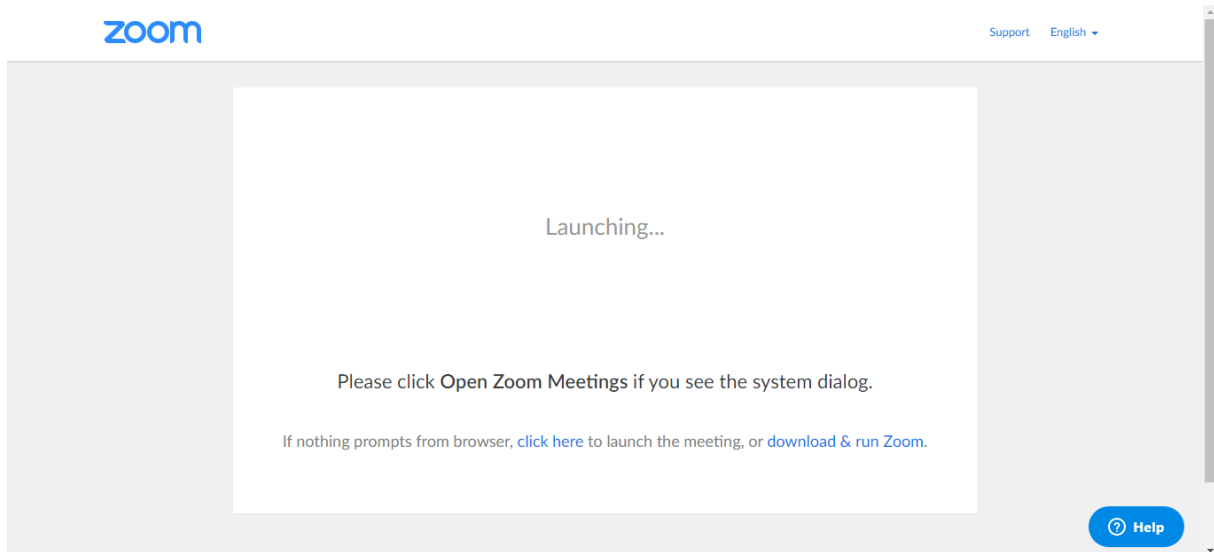 zoom
Support English
Launching...
Please click Open Zoom Meetings if you see the system dialog.
If nothing prompts from browser, click here to launch the meeting, or download & run Zoom.
? Help